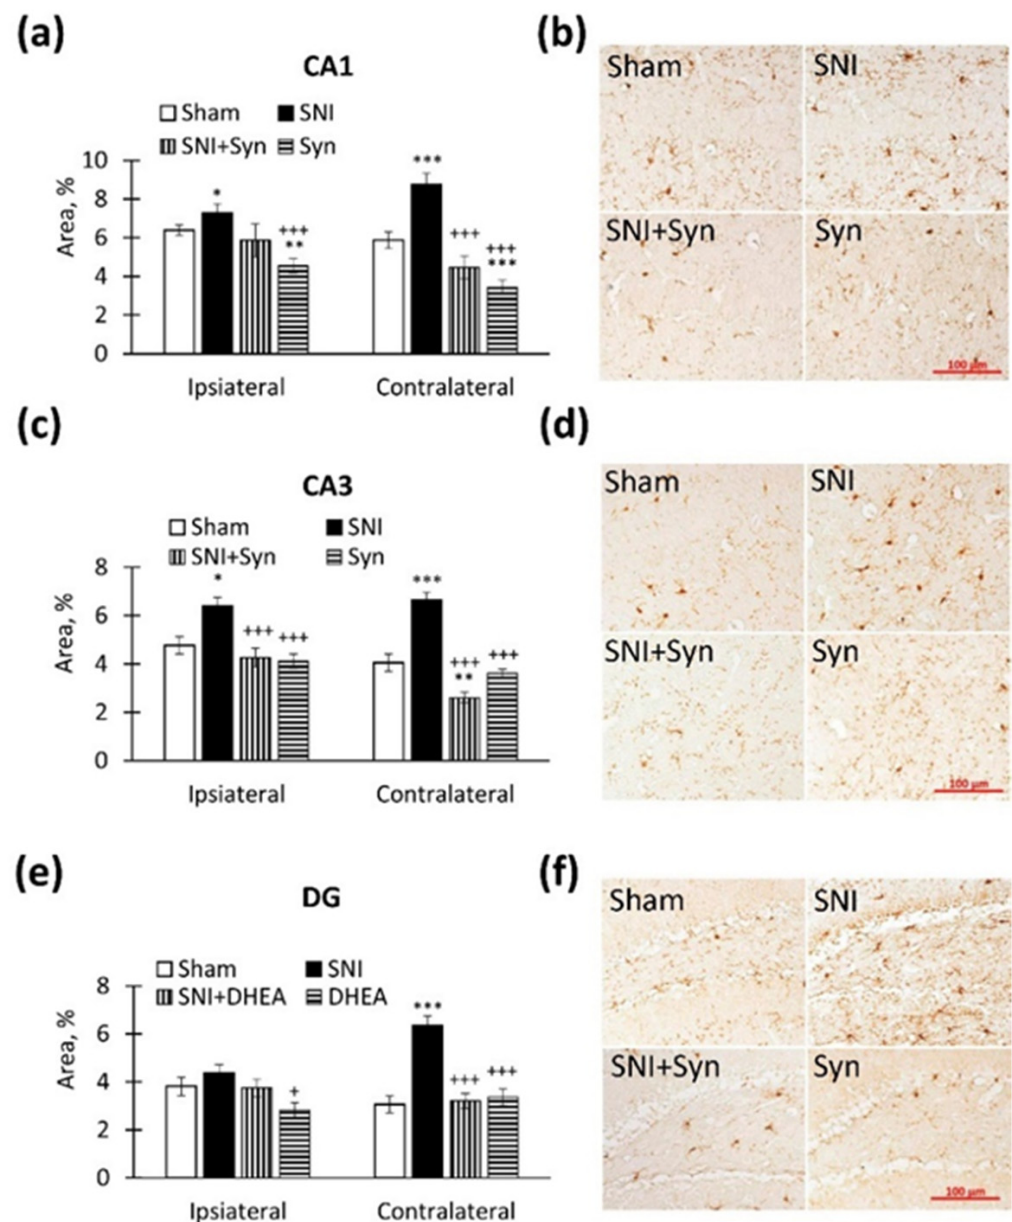 (a)
CA1
Sham SNI
SNI+Syn Syn
Area, %
10
8
6
4
2
0
*
+++
**
***
+++
+++
***
Ipsiateral Contralateral
(b)
Sham SNI
SNI+Syn Syn
100 µm
(c)
CA3
Sham SNI
SNI+Syn Syn
Area, %
8
6
4
2
0
*
+++ +++
***
+++
**
+++
Ipsiateral Contralateral
(d)
Sham SNI
SNI+Syn Syn
100 µm
(e)
DG
Sham SNI
SNI+DHEA DHEA
Area, %
8
6
4
2
0
+
***
+++ +++
Ipsiateral Contralateral
(f)
Sham SNI
SNI+Syn Syn
100 µm